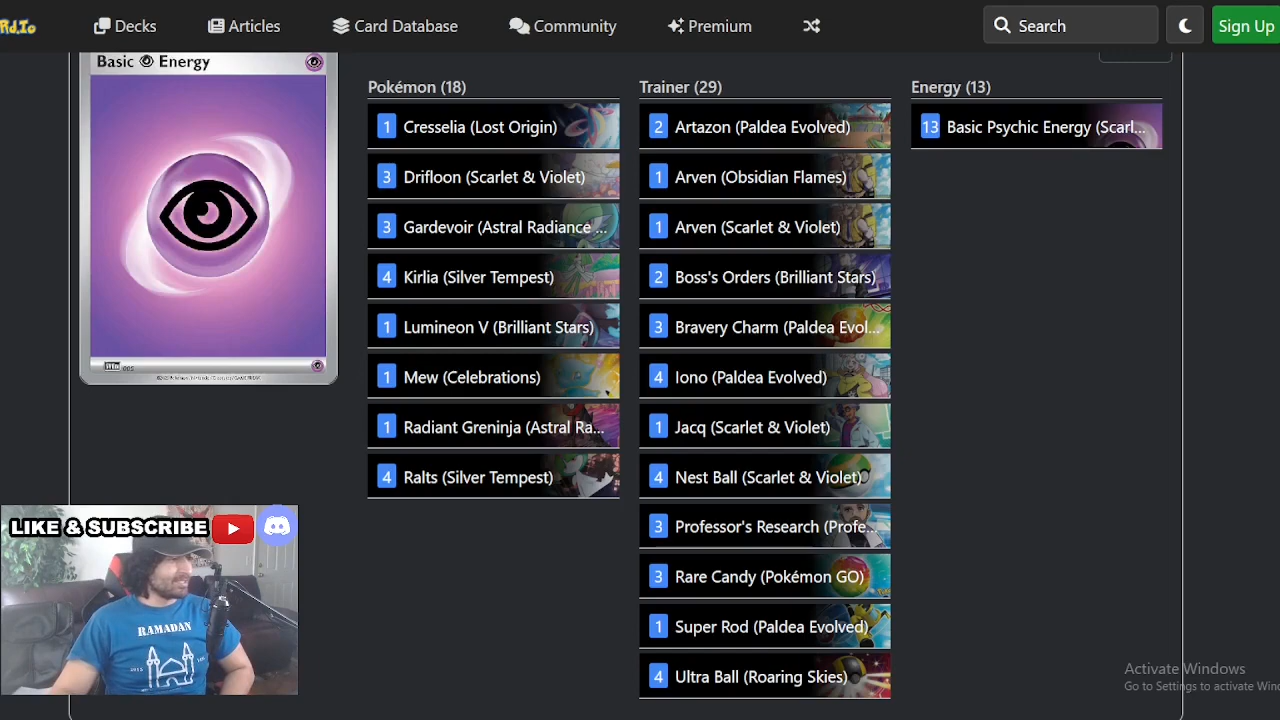 Rd.Io
Decks
Articles
Card Database
Community
Premium
Search
Sign Up
Basic Energy
Pokémon (18)
1 Cresselia (Lost Origin)
3 Drifloon (Scarlet & Violet)
3 Gardevoir (Astral Radiance ...
4 Kirlia (Silver Tempest)
1 Lumineon V (Brilliant Stars)
1 Mew (Celebrations)
1 Radiant Greninja (Astral Ra...
4 Ralts (Silver Tempest)
Trainer (29)
2 Artazon (Paldea Evolved)
1 Arven (Obsidian Flames)
1 Arven (Scarlet & Violet)
2 Boss's Orders (Brilliant Stars)
3 Bravery Charm (Paldea Evol...
4 Iono (Paldea Evolved)
1 Jacq (Scarlet & Violet)
4 Nest Ball (Scarlet & Violet)
3 Professor's Research (Profe...
3 Rare Candy (Pokémon GO)
1 Super Rod (Paldea Evolved)
4 Ultra Ball (Roaring Skies)
Energy (13)
13 Basic Psychic Energy (Scarl...
LIKE & SUBSCRIBE
RAMADAN
Activate Windows
Go to Settings to activate Win